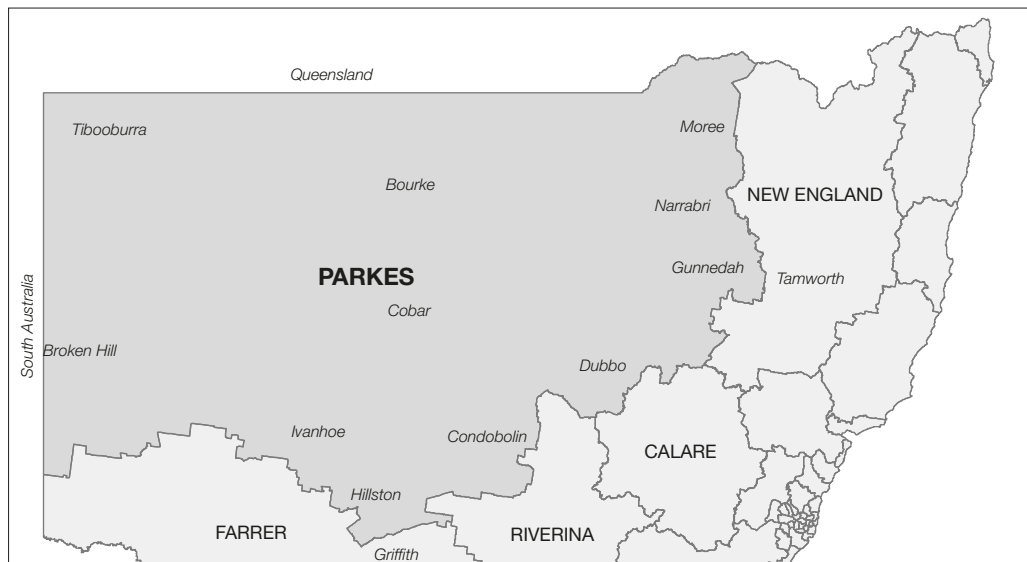 Queensland
Tibooburra
Moree
Bourke
NEW ENGLAND
Narrabri
Gunnedah
PARKES
Tamworth
South Australia
Cobar
Broken Hill
Dubbo
Ivanhoe
Condobolin
CALARE
Hillston
FARRER
RIVERINA
Griffith